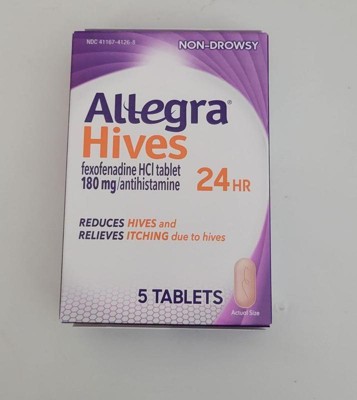 NDC 41167-4126-5
NON-DROWSY
Allegra®
Hives
fexofenadine HCl tablet
180 mg/antihistamine
24 HR
REDUCES HIVES and
RELIEVES ITCHING due to hives
5 TABLETS
Actual Size